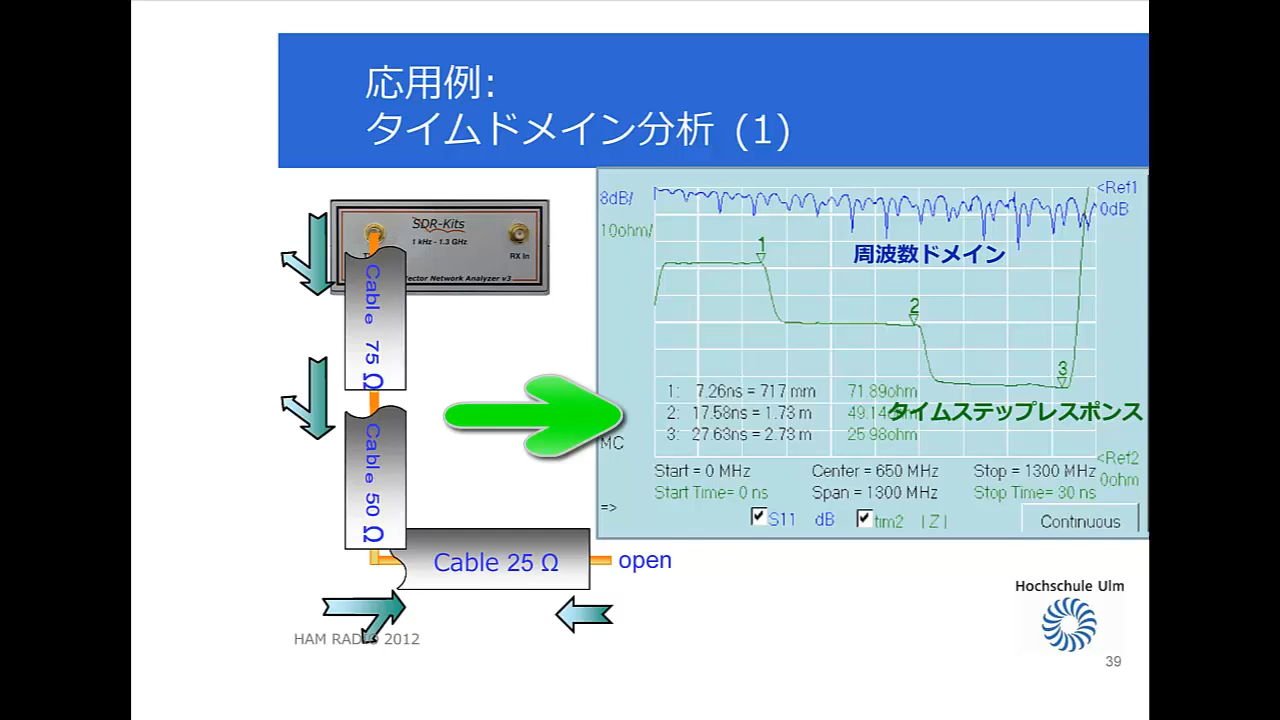 応用例:
タイムドメイン分析 (1)
SDR-Kits
1 kHz - 1.3 GHz
RX In
ector Network Analyzer v3
Cable 75 Ω
Cable 50 Ω
Cable 25 Ω
open
8dB/
10ohm/
<Ref1
0dB
周波数ドメイン
1
2
3
1: 7.26ns = 717 mm 71.89ohm
2: 17.58ns = 1.73 m 49.14
3: 27.63ns = 2.73 m 25.98ohm
タイムステップレスポンス
MC
<Ref2
0ohm
Start = 0 MHz Center = 650 MHz Stop = 1300 MHz
Start Time= 0 ns Span = 1300 MHz Stop Time= 30 ns
=>
S11 dB tim2 |Z|
Continuous
Hochschule Ulm
HAM RADIO 2012
39